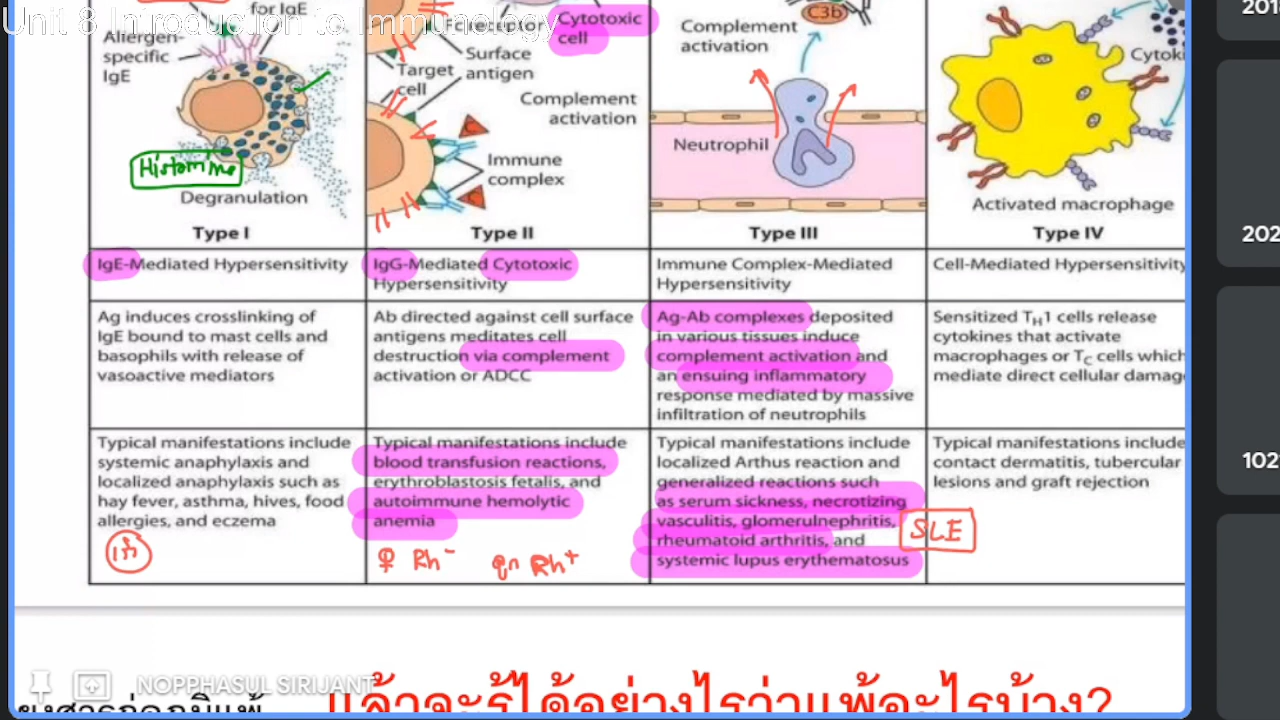 Unit 8 Introduction to Immunology
for IgE
Allergen-
specific
IgE
Histamine
Degranulation
Type I
Fc receptor
Cytotoxic
cell
Surface
antigen
Target
cell
Complement
activation
Immune
complex
Type II
Complement
activation
C3b
Neutrophil
Type III
Activated macrophage
Type IV
IgE-Mediated Hypersensitivity
IgG-Mediated Cytotoxic
Hypersensitivity
Immune Complex-Mediated
Hypersensitivity
Cell-Mediated Hypersensitivity
Ag induces crosslinking of
IgE bound to mast cells and
basophils with release of
vasoactive mediators
Ab directed against cell surface
antigens meditates cell
destruction via complement
activation or ADCC
Ag-Ab complexes deposited
in various tissues induce
complement activation and
an ensuing inflammatory
response mediated by massive
infiltration of neutrophils
Sensitized TH1 cells release
cytokines that activate
macrophages or TC cells which
mediate direct cellular damag
Typical manifestations include
systemic anaphylaxis and
localized anaphylaxis such as
hay fever, asthma, hives, food
allergies, and eczema
Typical manifestations include
blood transfusion reactions,
erythroblastosis fetalis, and
autoimmune hemolytic
anemia
♀ Rh- ลูก Rh+
Typical manifestations include
localized Arthus reaction and
generalized reactions such
as serum sickness, necrotizing
vasculitis, glomerulnephritis,
rheumatoid arthritis, and
systemic lupus erythematosus
SLE
Typical manifestations include
contact dermatitis, tubercular
lesions and graft rejection
NOPPHASUL SIRIJANT
แล้วจะรู้ได้อย่างไรว่าแพ้อะไรบ้าง?
201
202
102